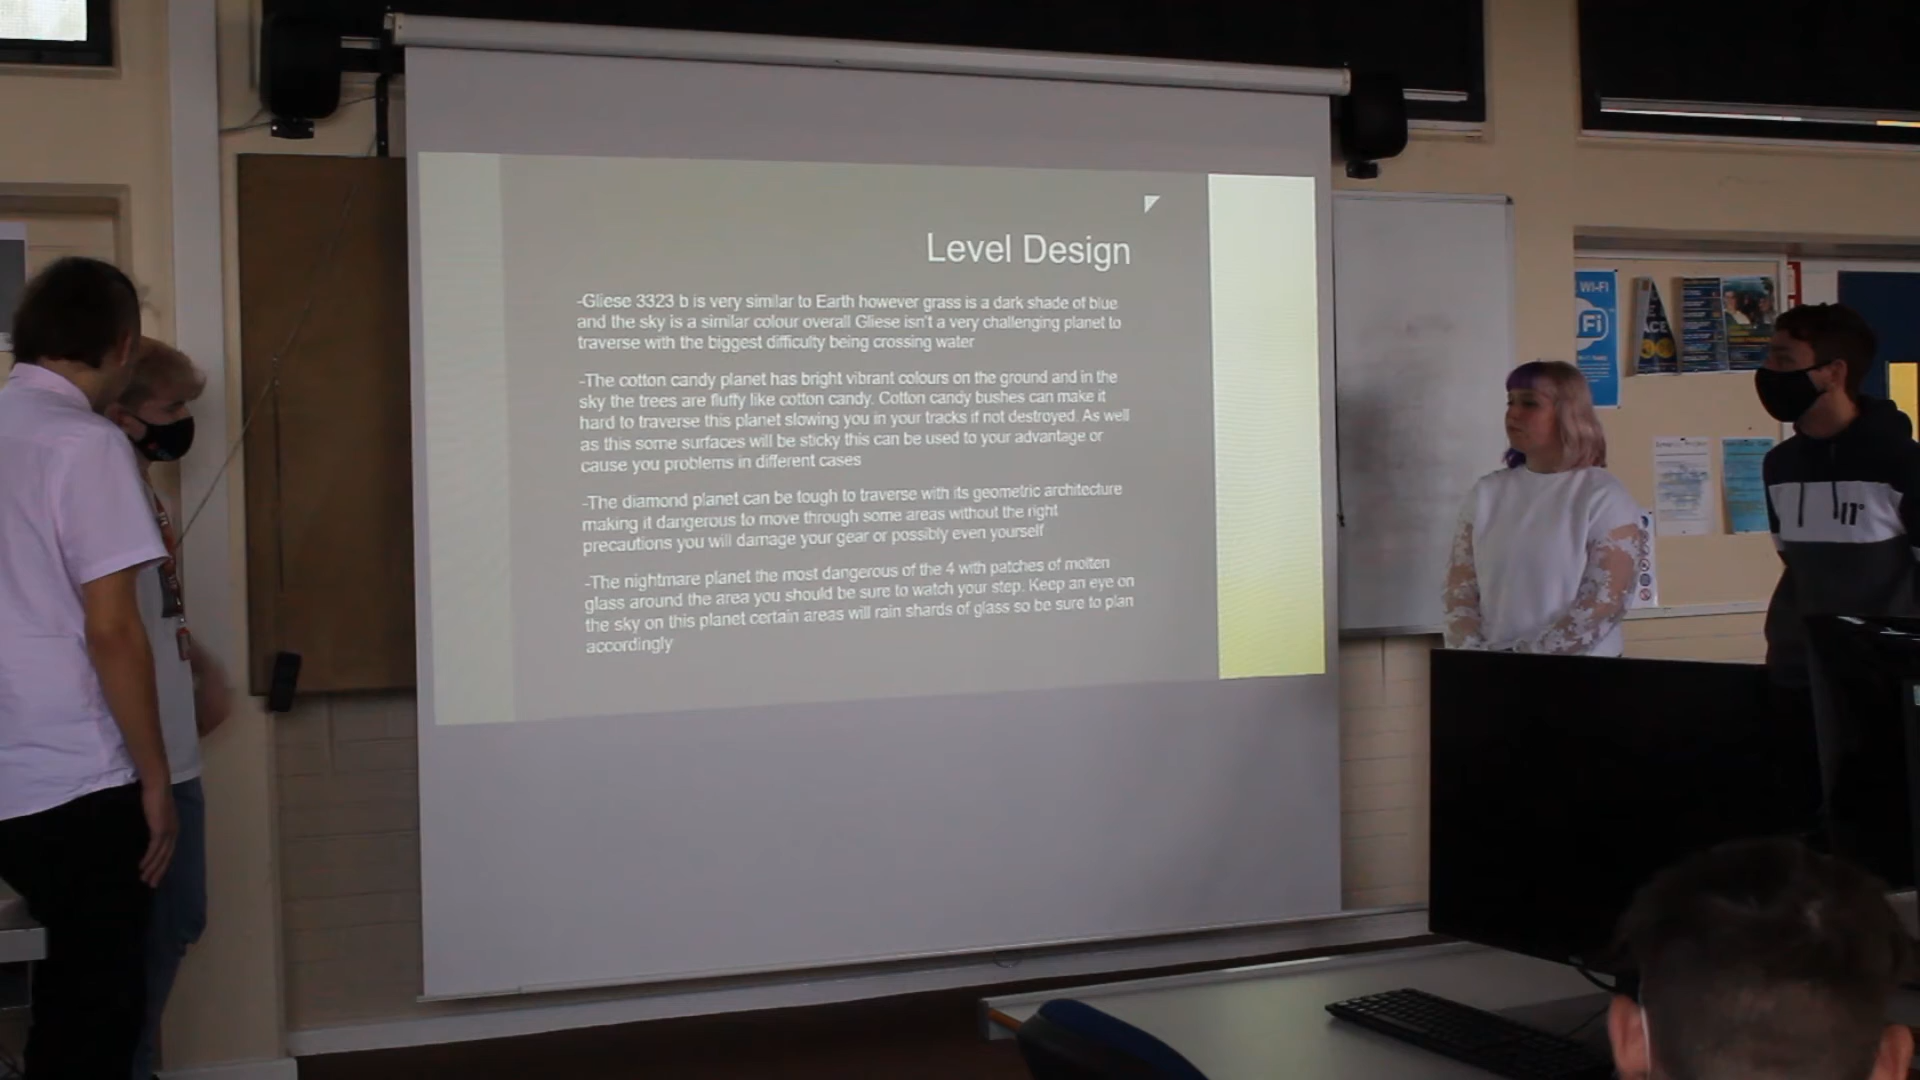 Level Design
-Gliese 3323 b is very similar to Earth however grass is a dark shade of blue
and the sky is a similar colour overall Gliese isn't a very challenging planet to
traverse with the biggest difficulty being crossing water
-The cotton candy planet has bright vibrant colours on the ground and in the
sky the trees are fluffy like cotton candy. Cotton candy bushes can make it
hard to traverse this planet slowing you in your tracks if not destroyed. As well
as this some surfaces will be sticky this can be used to your advantage or
cause you problems in different cases
-The diamond planet can be tough to traverse with its geometric architecture
making it dangerous to move through some areas without the right
precautions you will damage your gear or possibly even yourself
-The nightmare planet the most dangerous of the 4 with patches of molten
glass around the area you should be sure to watch your step. Keep an eye on
the sky on this planet certain areas will rain shards of glass so be sure to plan
accordingly
WI-FI
Fi